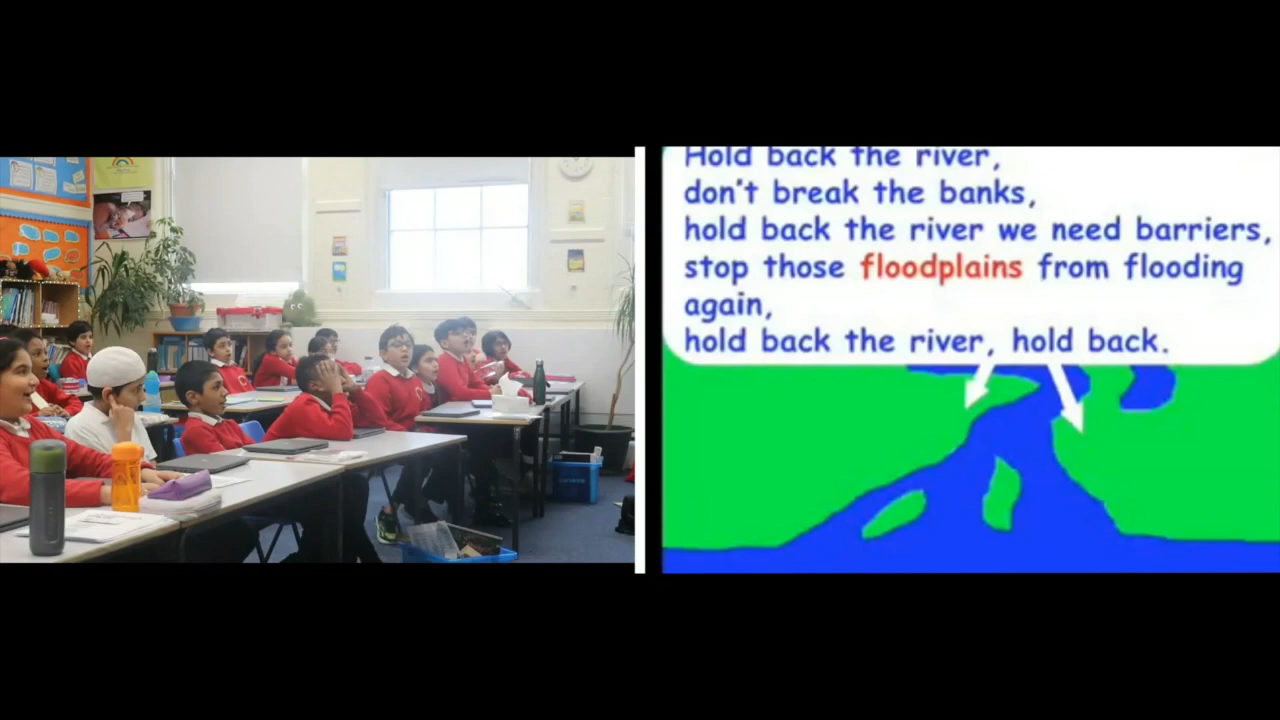 Hold back the river,
don't break the banks,
hold back the river we need barriers,
stop those floodplains from flooding
again,
hold back the river, hold back.